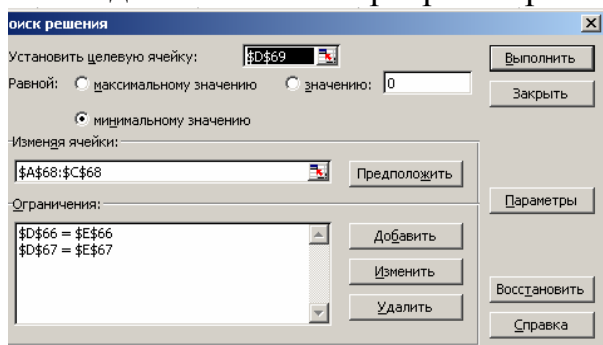 оиск решения
Установить целевую ячейку: $D$69
Выполнить
Равной: максимальному значению значению: 0
Закрыть
минимальному значению
Изменяя ячейки:
$A$68:$C$68
Предположить
Параметры
Ограничения:
$D$66 = $E$66
$D$67 = $E$67
Добавить
Изменить
Удалить
Восстановить
Справка